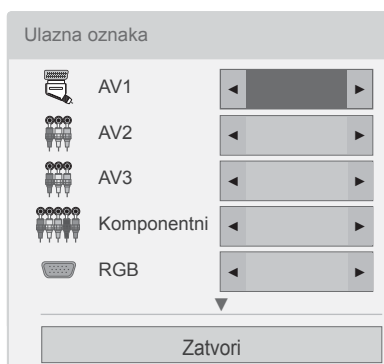 Ulazna oznaka
AV1
AV2
AV3
Komponentni
RGB
Zatvori